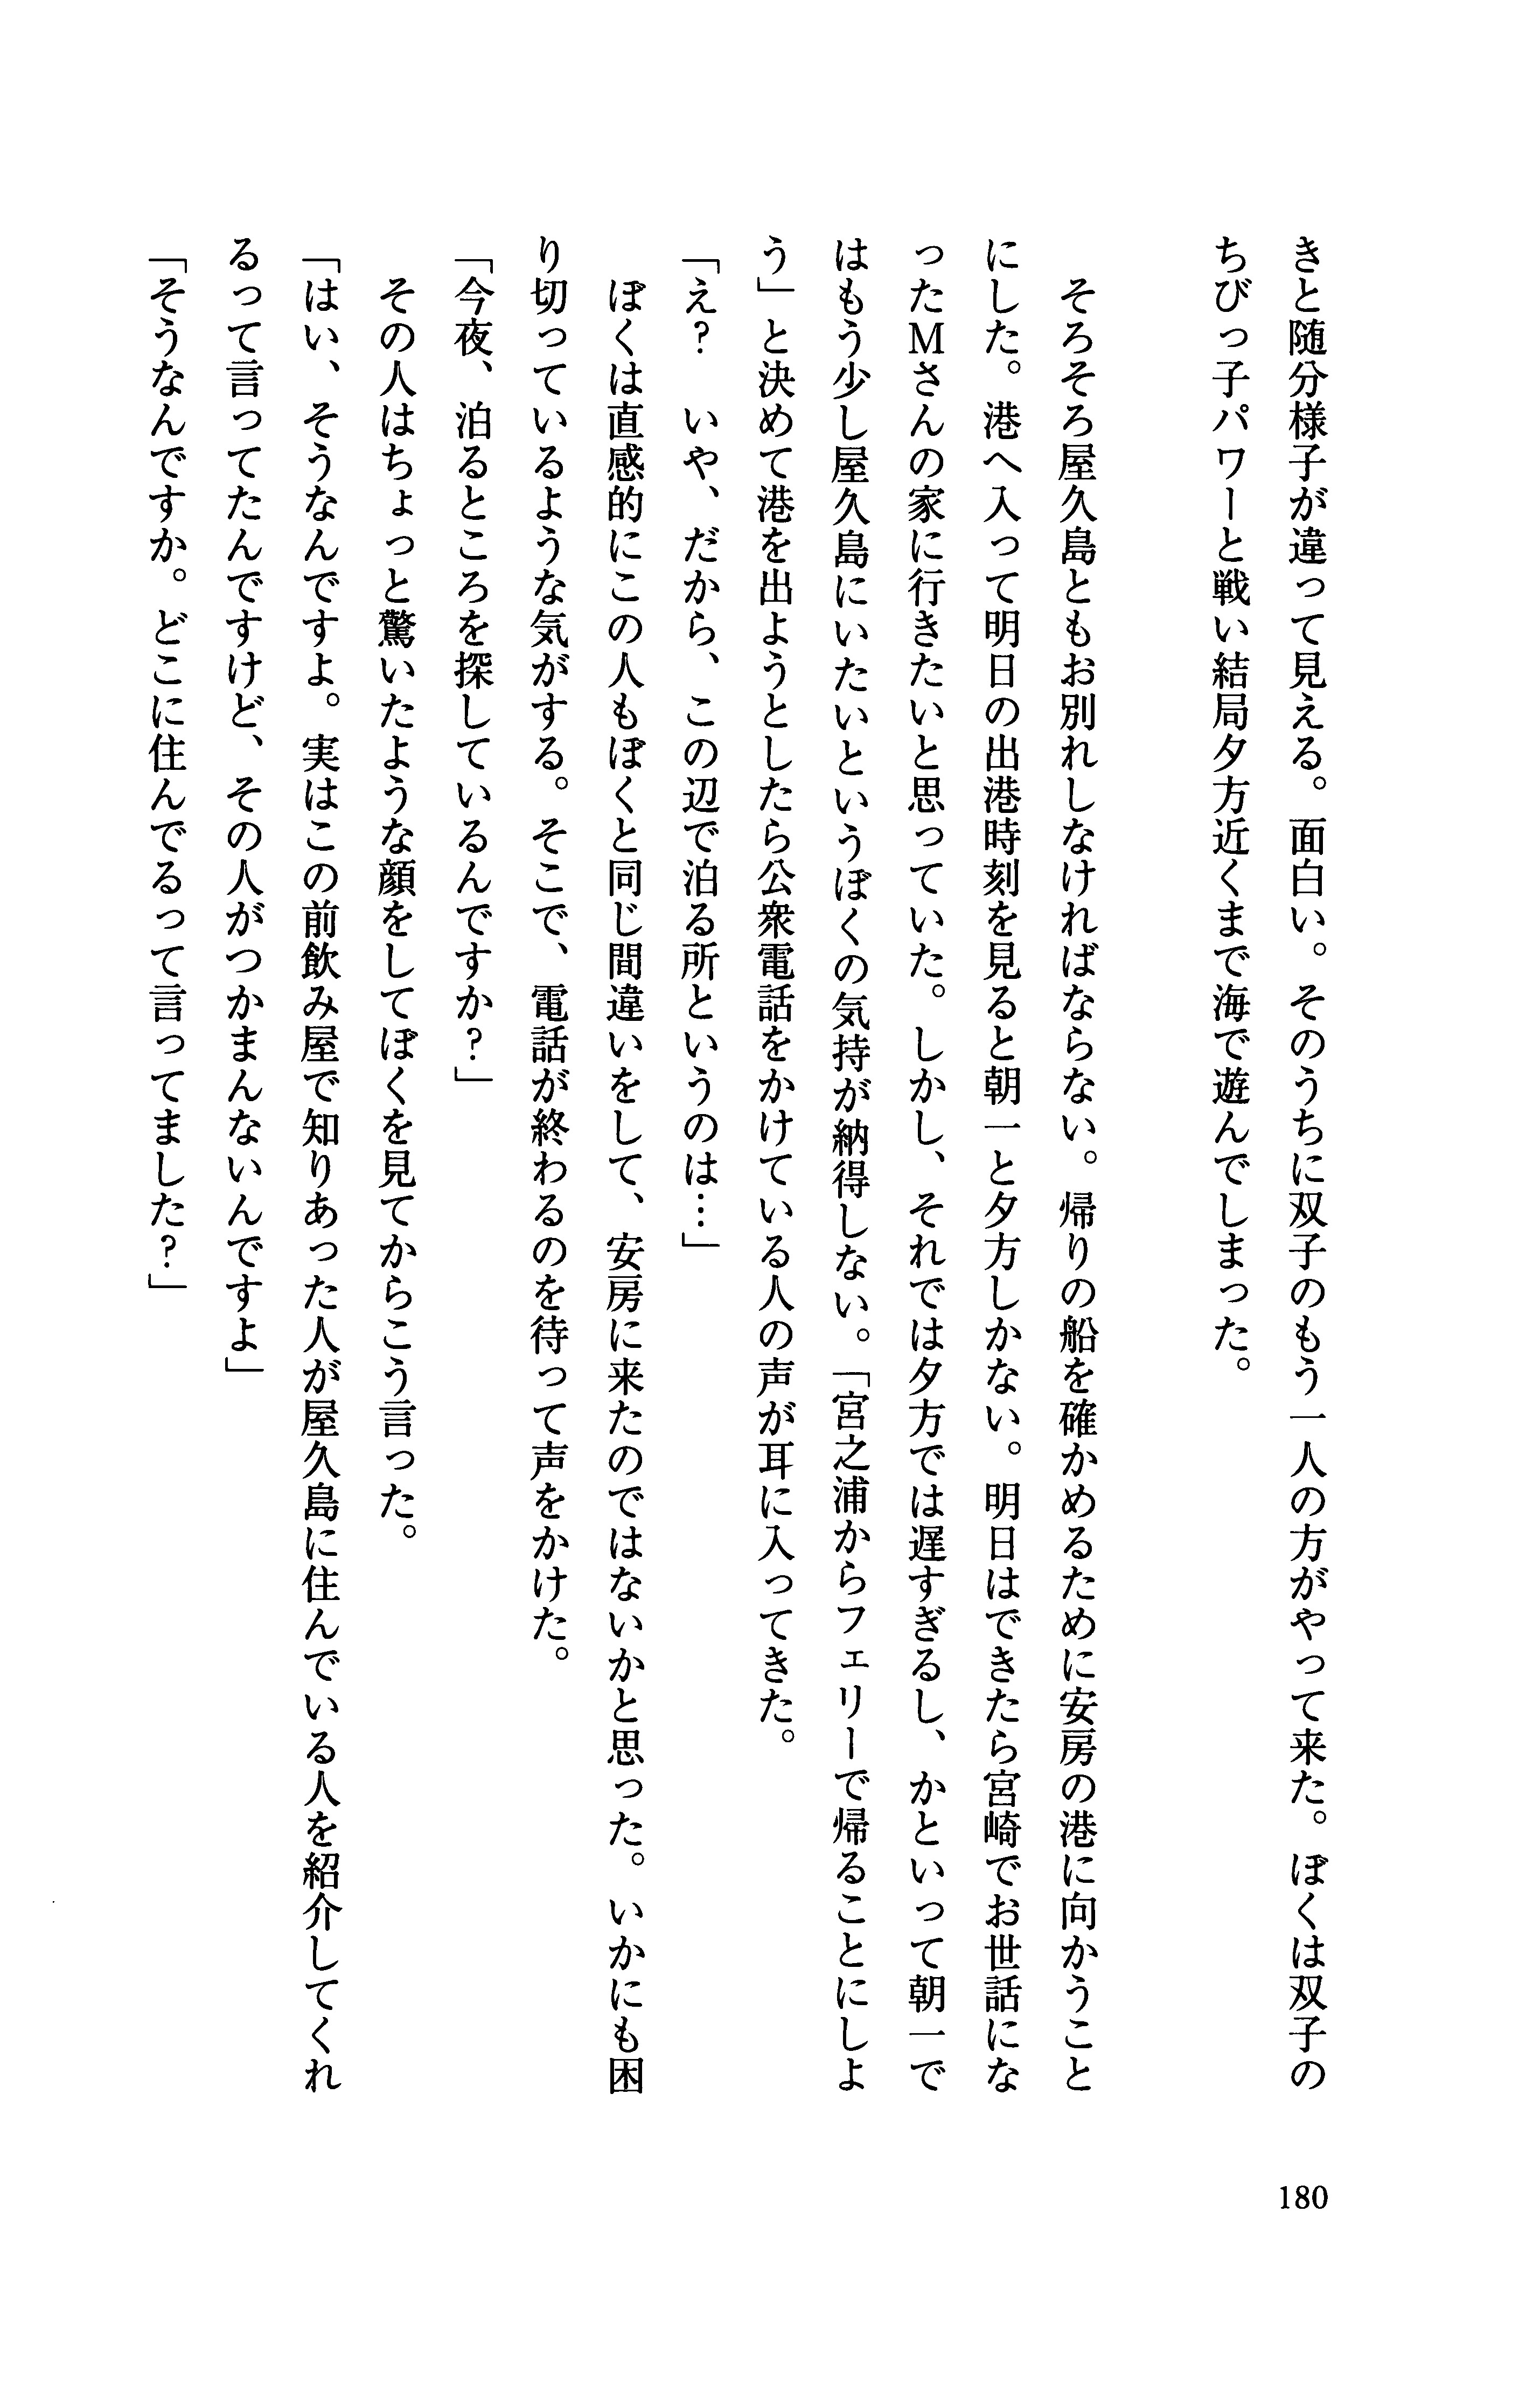 きと随分様子が違って見える。面白い。そのうちに双子のもう一人の方がやって来た。ぼくは双子の
ちびっ子パワーと戦い結局夕方近くまで海で遊んでしまった。
　そろそろ屋久島ともお別れしなければならない。帰りの船を確かめるために安房の港に向かうこと
にした。港へ入って明日の出港時刻を見ると朝一と夕方しかない。明日はできたら宮崎でお世話にな
ったMさんの家に行きたいと思っていた。しかし、それでは夕方では遅すぎるし、かといって朝一で
はもう少し屋久島にいたいというぼくの気持が納得しない。「宮之浦からフェリーで帰ることにしよ
う」と決めて港を出ようとしたら公衆電話をかけている人の声が耳に入ってきた。
「え？　いや、だから、この辺で泊る所というのは…」
　ぼくは直感的にこの人もぼくと同じ間違いをして、安房に来たのではないかと思った。いかにも困
り切っているような気がする。そこで、電話が終わるのを待って声をかけた。
「今夜、泊るところを探しているんですか？」
　その人はちょっと驚いたような顔をしてぼくを見てからこう言った。
「はい、そうなんですよ。実はこの前飲み屋で知りあった人が屋久島に住んでいる人を紹介してくれ
るって言ってたんですけど、その人がつかまんないんですよ」
「そうなんですか。どこに住んでるって言ってました？」
180